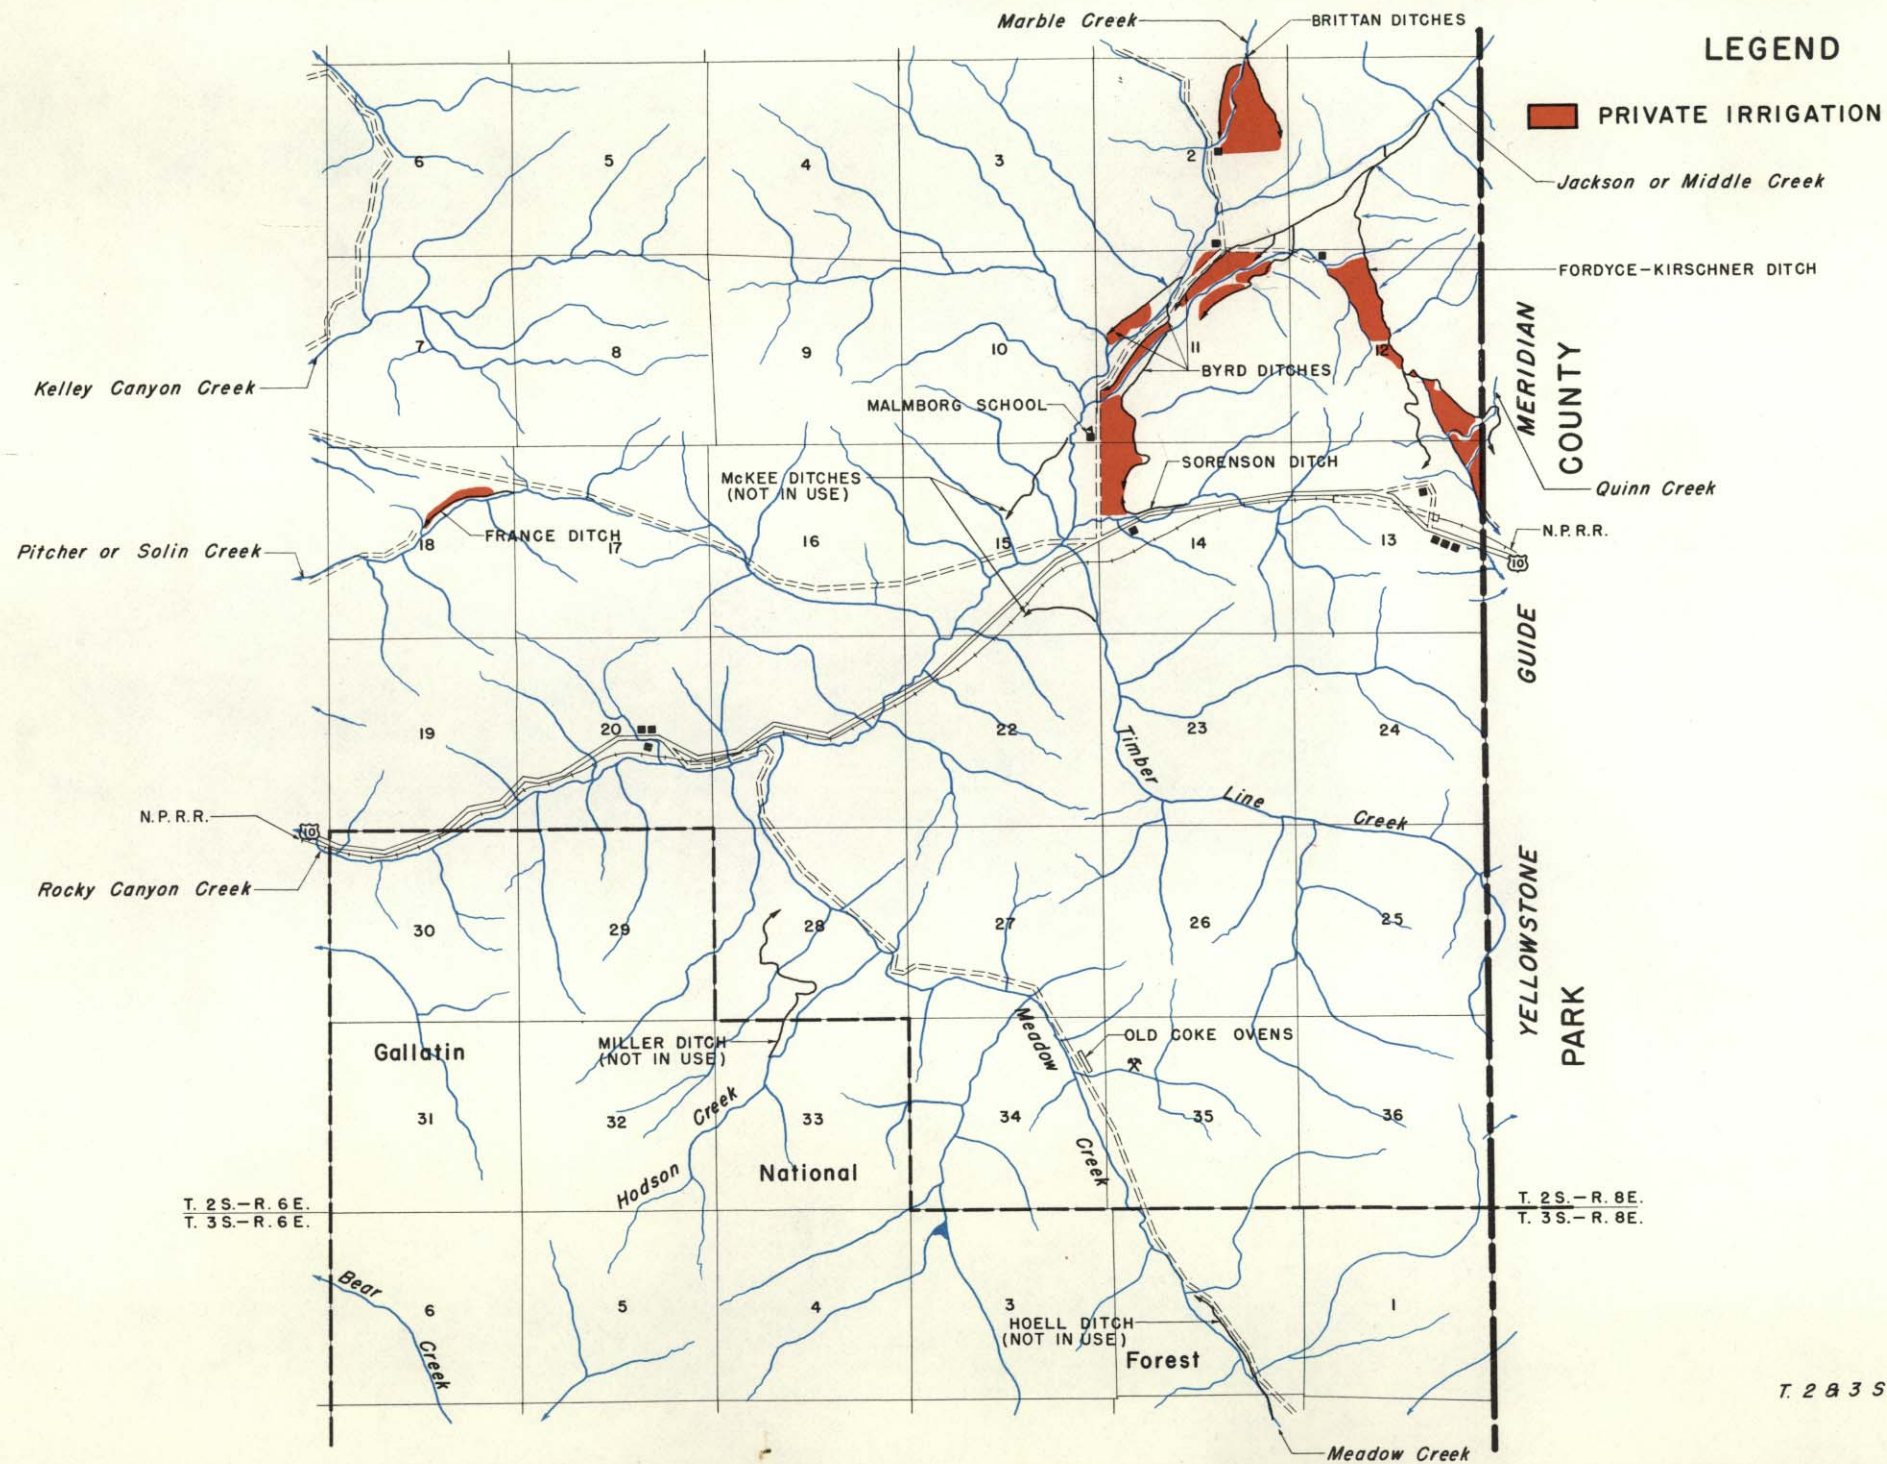 Marble Creek
BRITTAN DITCHES
LEGEND
PRIVATE IRRIGATION
6
5
4
3
2
1
Jackson or Middle Creek
FORDYCE-KIRSCHNER DITCH
7
8
9
10
11
12
Kelley Canyon Creek
BYRD DITCHES
MALMBORG SCHOOL
MERIDIAN
COUNTY
McKEE DITCHES
(NOT IN USE)
SORENSON DITCH
Quinn Creek
FRANCE DITCH
Pitcher or Solin Creek
18
17
16
15
14
13
N.P.R.R.
10
GUIDE
19
20
22
23
24
Timber
Line
Creek
N.P.R.R.
10
Rocky Canyon Creek
30
29
28
27
26
25
YELLOWSTONE
PARK
Gallatin
MILLER DITCH
(NOT IN USE)
Meadow
Creek
OLD COKE OVENS
31
32
33
34
35
36
Hodson
Creek
National
T. 2 S.-R. 6 E.
T. 3 S.-R. 6 E.
T. 2 S.-R. 8 E.
T. 3 S.-R. 8 E.
Bear
Creek
6
5
4
3
1
HOELL DITCH
(NOT IN USE)
Forest
T. 2 & 3 S
Meadow Creek